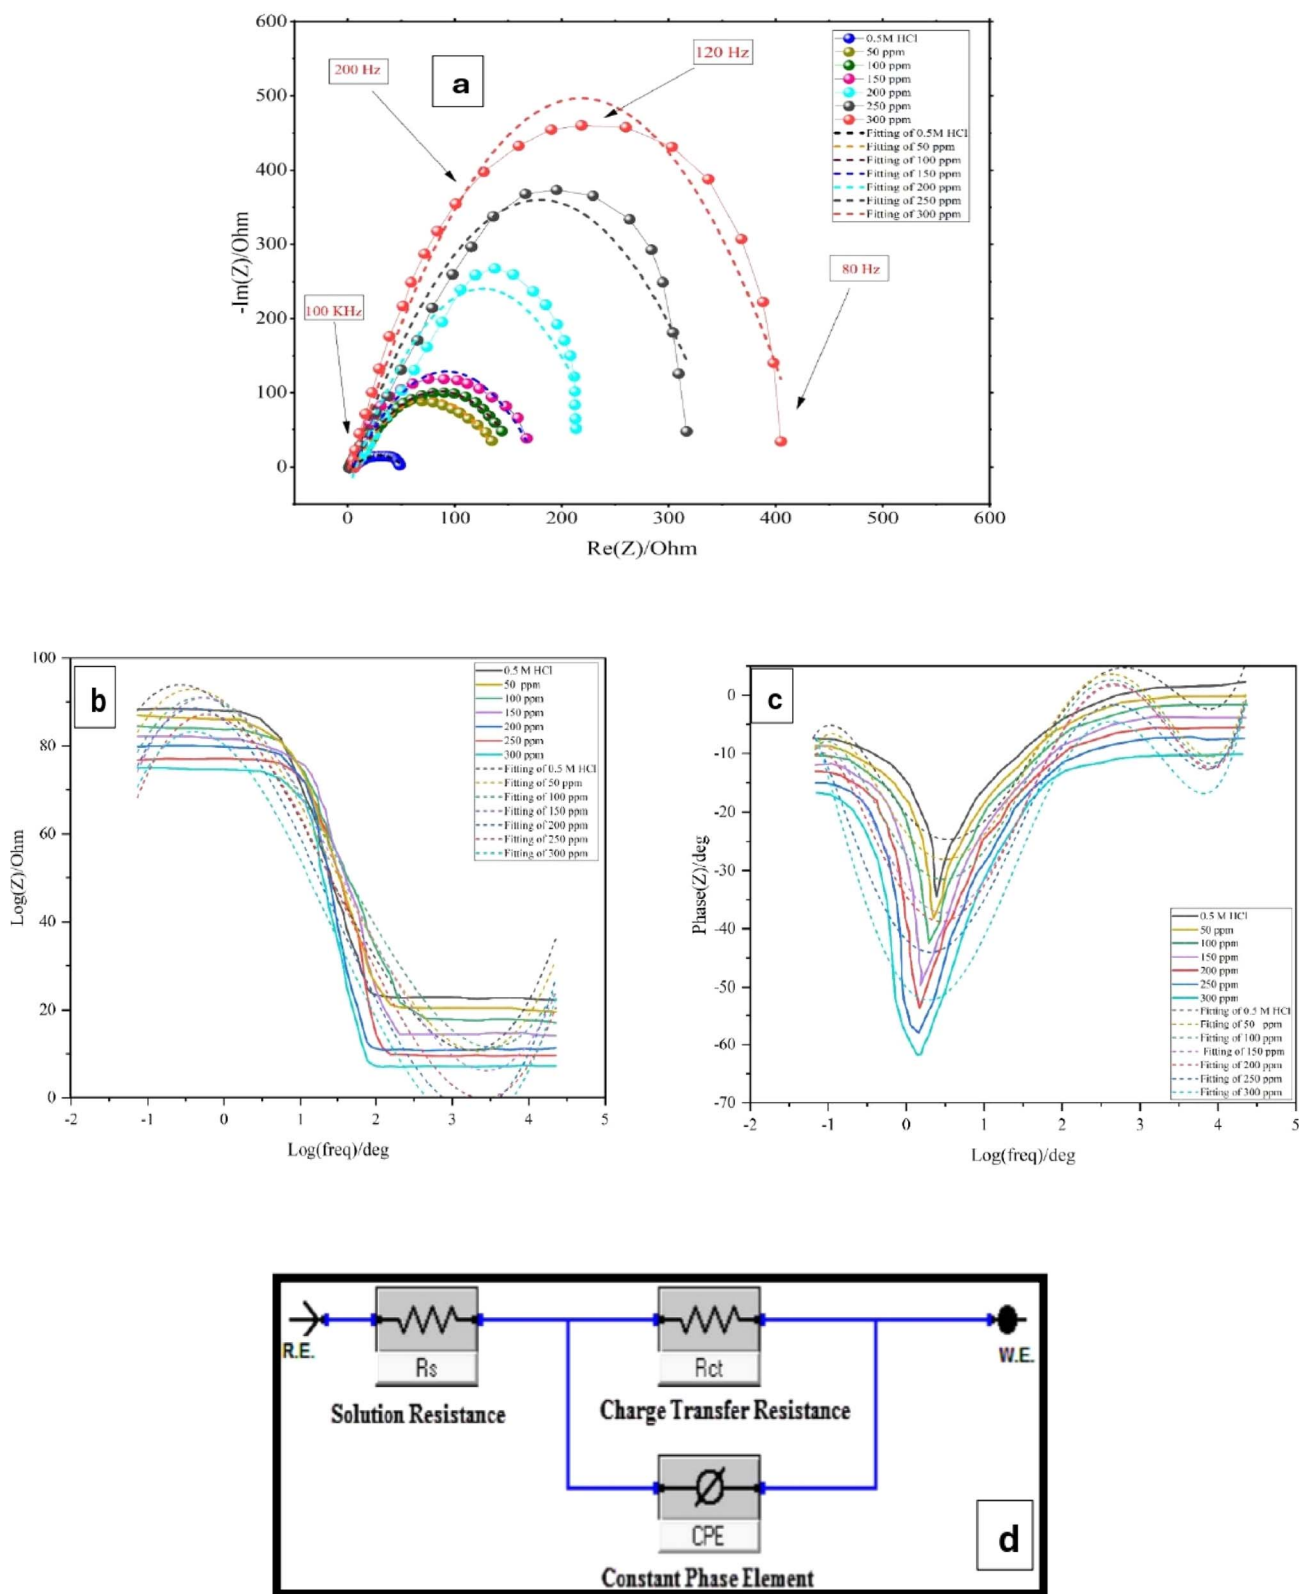 600
500
400
300
200
100
0
-Im(Z)/Ohm
a
200 Hz
120 Hz
100 KHz
80 Hz
0.5M HCl
50 ppm
100 ppm
150 ppm
200 ppm
250 ppm
300 ppm
Fitting of 0.5M HCl
Fitting of 50 ppm
Fitting of 100 ppm
Fitting of 150 ppm
Fitting of 200 ppm
Fitting of 250 ppm
Fitting of 300 ppm
0 100 200 300 400 500 600
Re(Z)/Ohm
100
80
60
40
20
0
Log(Z)/Ohm
b
0.5 M HCl
50 ppm
100 ppm
150 ppm
200 ppm
250 ppm
300 ppm
Fitting of 0.5 M HCl
Fitting of 50 ppm
Fitting of 100 ppm
Fitting of 150 ppm
Fitting of 200 ppm
Fitting of 250 ppm
Fitting of 300 ppm
-2 -1 0 1 2 3 4 5
Log(freq)/deg
0
-10
-20
-30
-40
-50
-60
-70
Phase(Z)/deg
c
0.5 M HCl
50 ppm
100 ppm
150 ppm
200 ppm
250 ppm
300 ppm
Fitting of 0.5 M HCl
Fitting of 50 ppm
Fitting of 100 ppm
Fitting of 150 ppm
Fitting of 200 ppm
Fitting of 250 ppm
Fitting of 300 ppm
-2 -1 0 1 2 3 4 5
Log(freq)/deg
R.E.
Rs
Solution Resistance
Rct
Charge Transfer Resistance
W.E.
CPE
Constant Phase Element
d